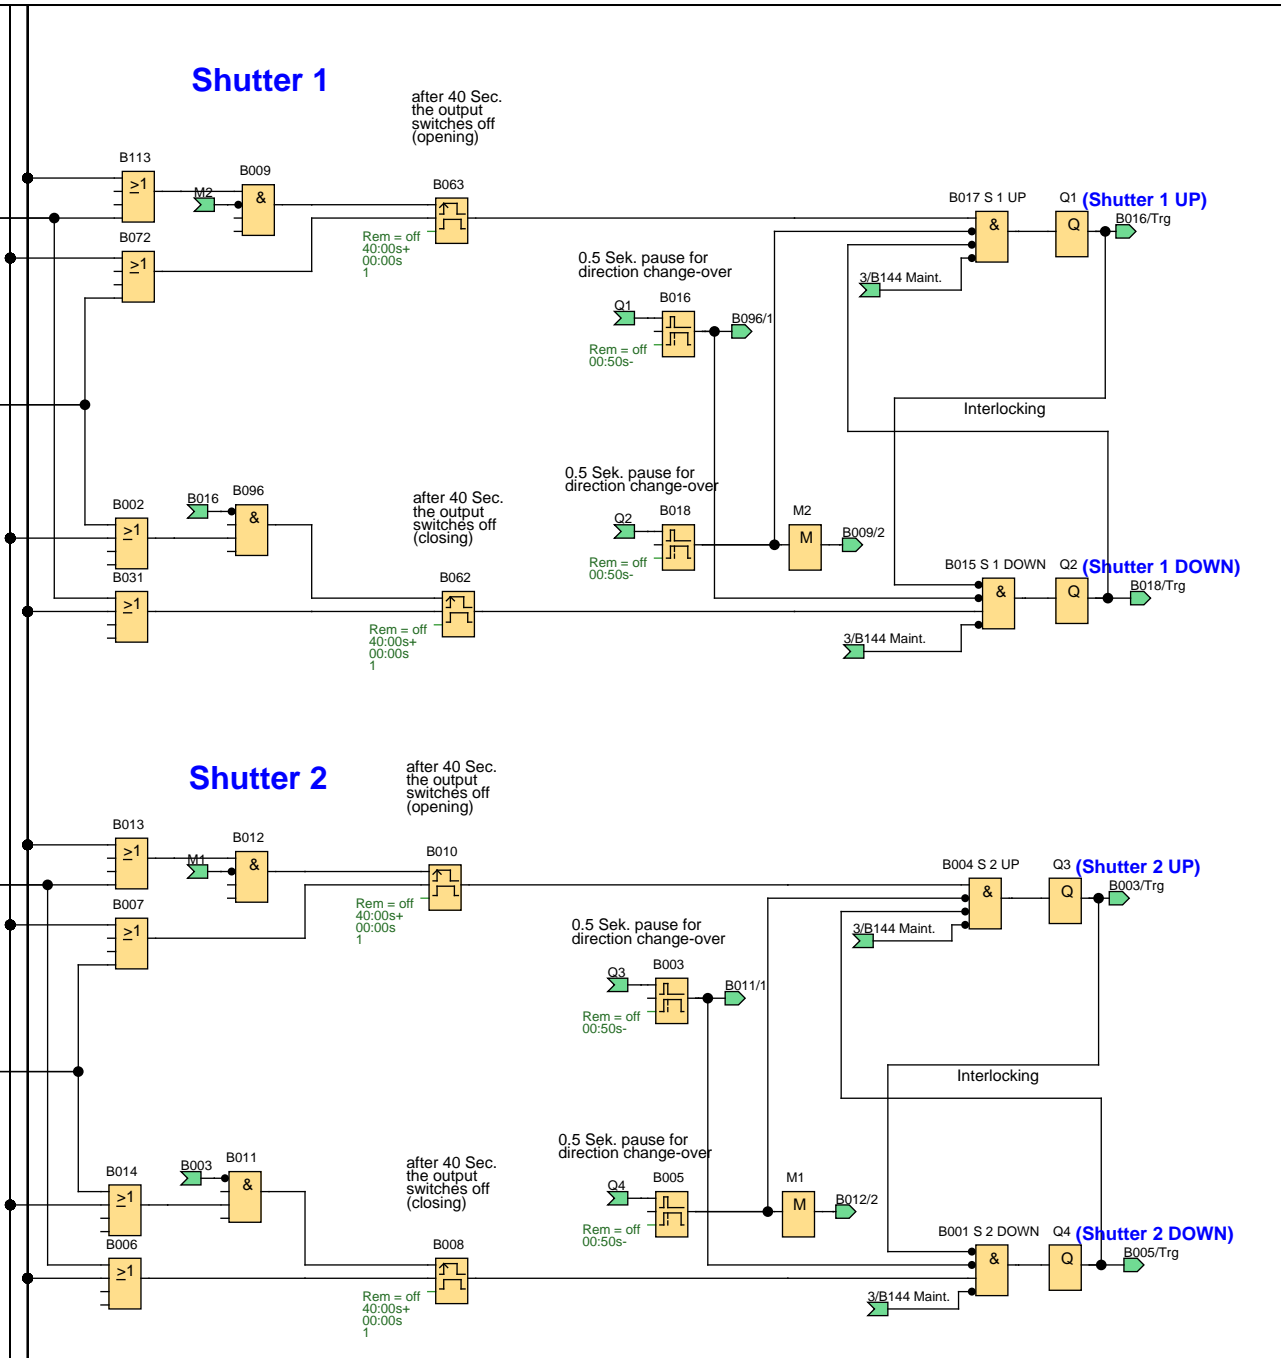 Shutter 1
after 40 Sec.
the output
switches off
(opening)
B113
≥1
B009
&
M2
B063
Rem = off
40:00s+
00:00s
1
B072
≥1
B017 S 1 UP
&
Q1
Q
(Shutter 1 UP)
B016/Trg
3/B144 Maint.
0.5 Sek. pause for
direction change-over
Q1
B016
B096/1
Rem = off
00:50s-
Interlocking
0.5 Sek. pause for
direction change-over
Q2
B018
Rem = off
00:50s-
M2
M
B009/2
B002
≥1
B016
B096
&
after 40 Sec.
the output
switches off
(closing)
B031
≥1
B062
Rem = off
40:00s+
00:00s
1
B015 S 1 DOWN
&
Q2
Q
(Shutter 1 DOWN)
B018/Trg
3/B144 Maint.
Shutter 2
after 40 Sec.
the output
switches off
(opening)
B013
≥1
B012
&
M1
B010
Rem = off
40:00s+
00:00s
1
B007
≥1
B004 S 2 UP
&
Q3
Q
(Shutter 2 UP)
B003/Trg
3/B144 Maint.
0.5 Sek. pause for
direction change-over
Q3
B003
B011/1
Rem = off
00:50s-
Interlocking
0.5 Sek. pause for
direction change-over
Q4
B005
Rem = off
00:50s-
M1
M
B012/2
B014
≥1
B003
B011
&
after 40 Sec.
the output
switches off
(closing)
B006
≥1
B008
Rem = off
40:00s+
00:00s
1
B001 S 2 DOWN
&
Q4
Q
(Shutter 2 DOWN)
B005/Trg
3/B144 Maint.